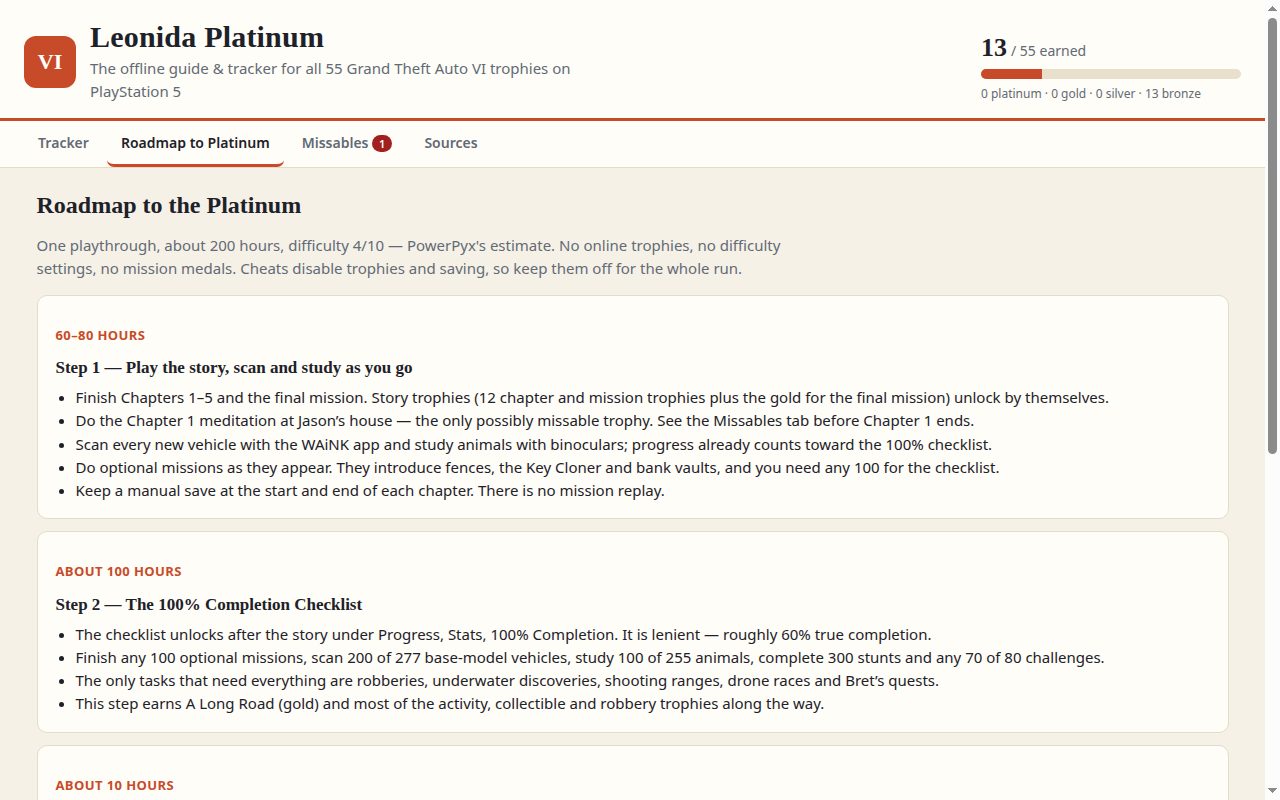 VI
Leonida Platinum
The offline guide & tracker for all 55 Grand Theft Auto VI trophies on
PlayStation 5
13 / 55 earned
0 platinum · 0 gold · 0 silver · 13 bronze
Tracker
Roadmap to Platinum
Missables 1
Sources
Roadmap to the Platinum
One playthrough, about 200 hours, difficulty 4/10 — PowerPyx's estimate. No online trophies, no difficulty
settings, no mission medals. Cheats disable trophies and saving, so keep them off for the whole run.
60–80 HOURS
Step 1 — Play the story, scan and study as you go
• Finish Chapters 1–5 and the final mission. Story trophies (12 chapter and mission trophies plus the gold for the final mission) unlock by themselves.
• Do the Chapter 1 meditation at Jason’s house — the only possibly missable trophy. See the Missables tab before Chapter 1 ends.
• Scan every new vehicle with the WAiNK app and study animals with binoculars; progress already counts toward the 100% checklist.
• Do optional missions as they appear. They introduce fences, the Key Cloner and bank vaults, and you need any 100 for the checklist.
• Keep a manual save at the start and end of each chapter. There is no mission replay.
ABOUT 100 HOURS
Step 2 — The 100% Completion Checklist
• The checklist unlocks after the story under Progress, Stats, 100% Completion. It is lenient — roughly 60% true completion.
• Finish any 100 optional missions, scan 200 of 277 base-model vehicles, study 100 of 255 animals, complete 300 stunts and any 70 of 80 challenges.
• The only tasks that need everything are robberies, underwater discoveries, shooting ranges, drone races and Bret’s quests.
• This step earns A Long Road (gold) and most of the activity, collectible and robbery trophies along the way.
ABOUT 10 HOURS